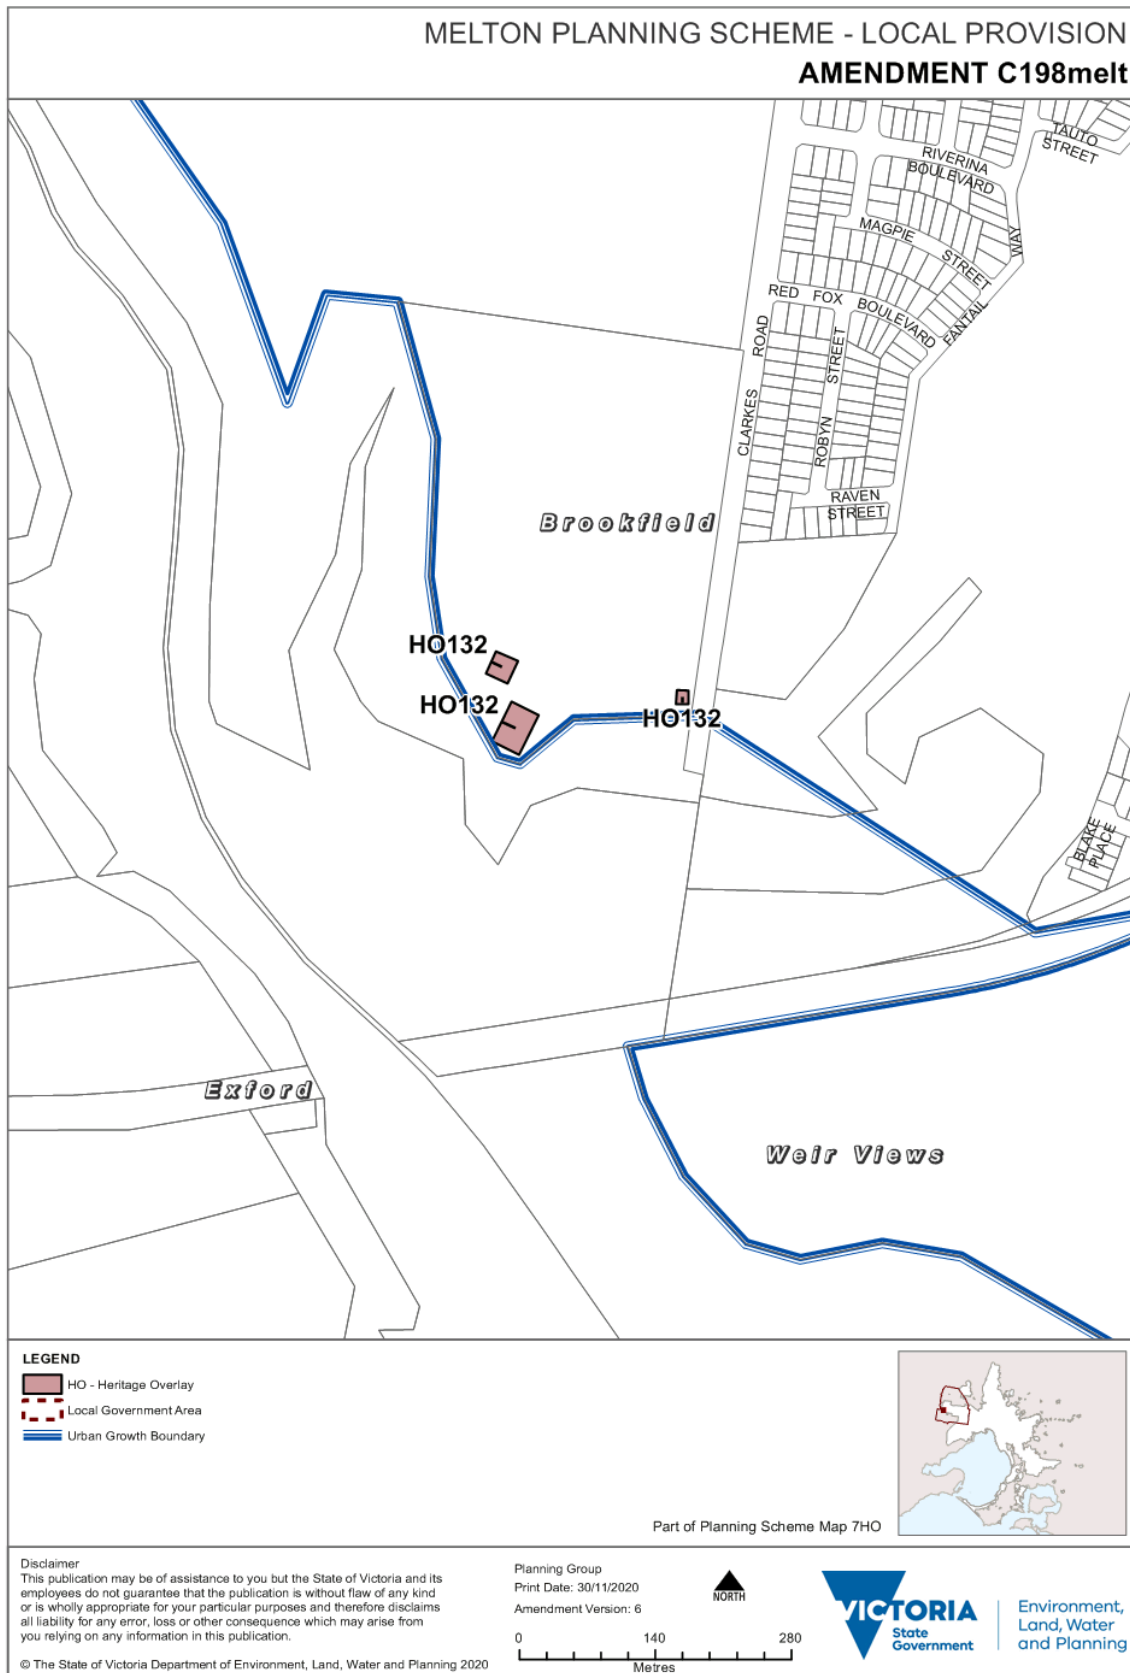 MELTON PLANNING SCHEME - LOCAL PROVISION
AMENDMENT C198melt
TAUTO
STREET
RIVERINA
BOULEVARD
MAGPIE
STREET
WAY
RED FOX BOULEVARD
FANTAIL
CLARKES ROAD
ROBYN STREET
RAVEN
STREET
Brookfield
HO132
HO132
HO132
BLAKE
PLACE
Exford
Weir Views
LEGEND
HO - Heritage Overlay
Local Government Area
Urban Growth Boundary
Part of Planning Scheme Map 7HO
Disclaimer
This publication may be of assistance to you but the State of Victoria and its
employees do not guarantee that the publication is without flaw of any kind
or is wholly appropriate for your particular purposes and therefore disclaims
all liability for any error, loss or other consequence which may arise from
you relying on any information in this publication.
© The State of Victoria Department of Environment, Land, Water and Planning 2020
Planning Group
Print Date: 30/11/2020
Amendment Version: 6
0 140 280
Metres
NORTH
VICTORIA
State
Government
Environment,
Land, Water
and Planning